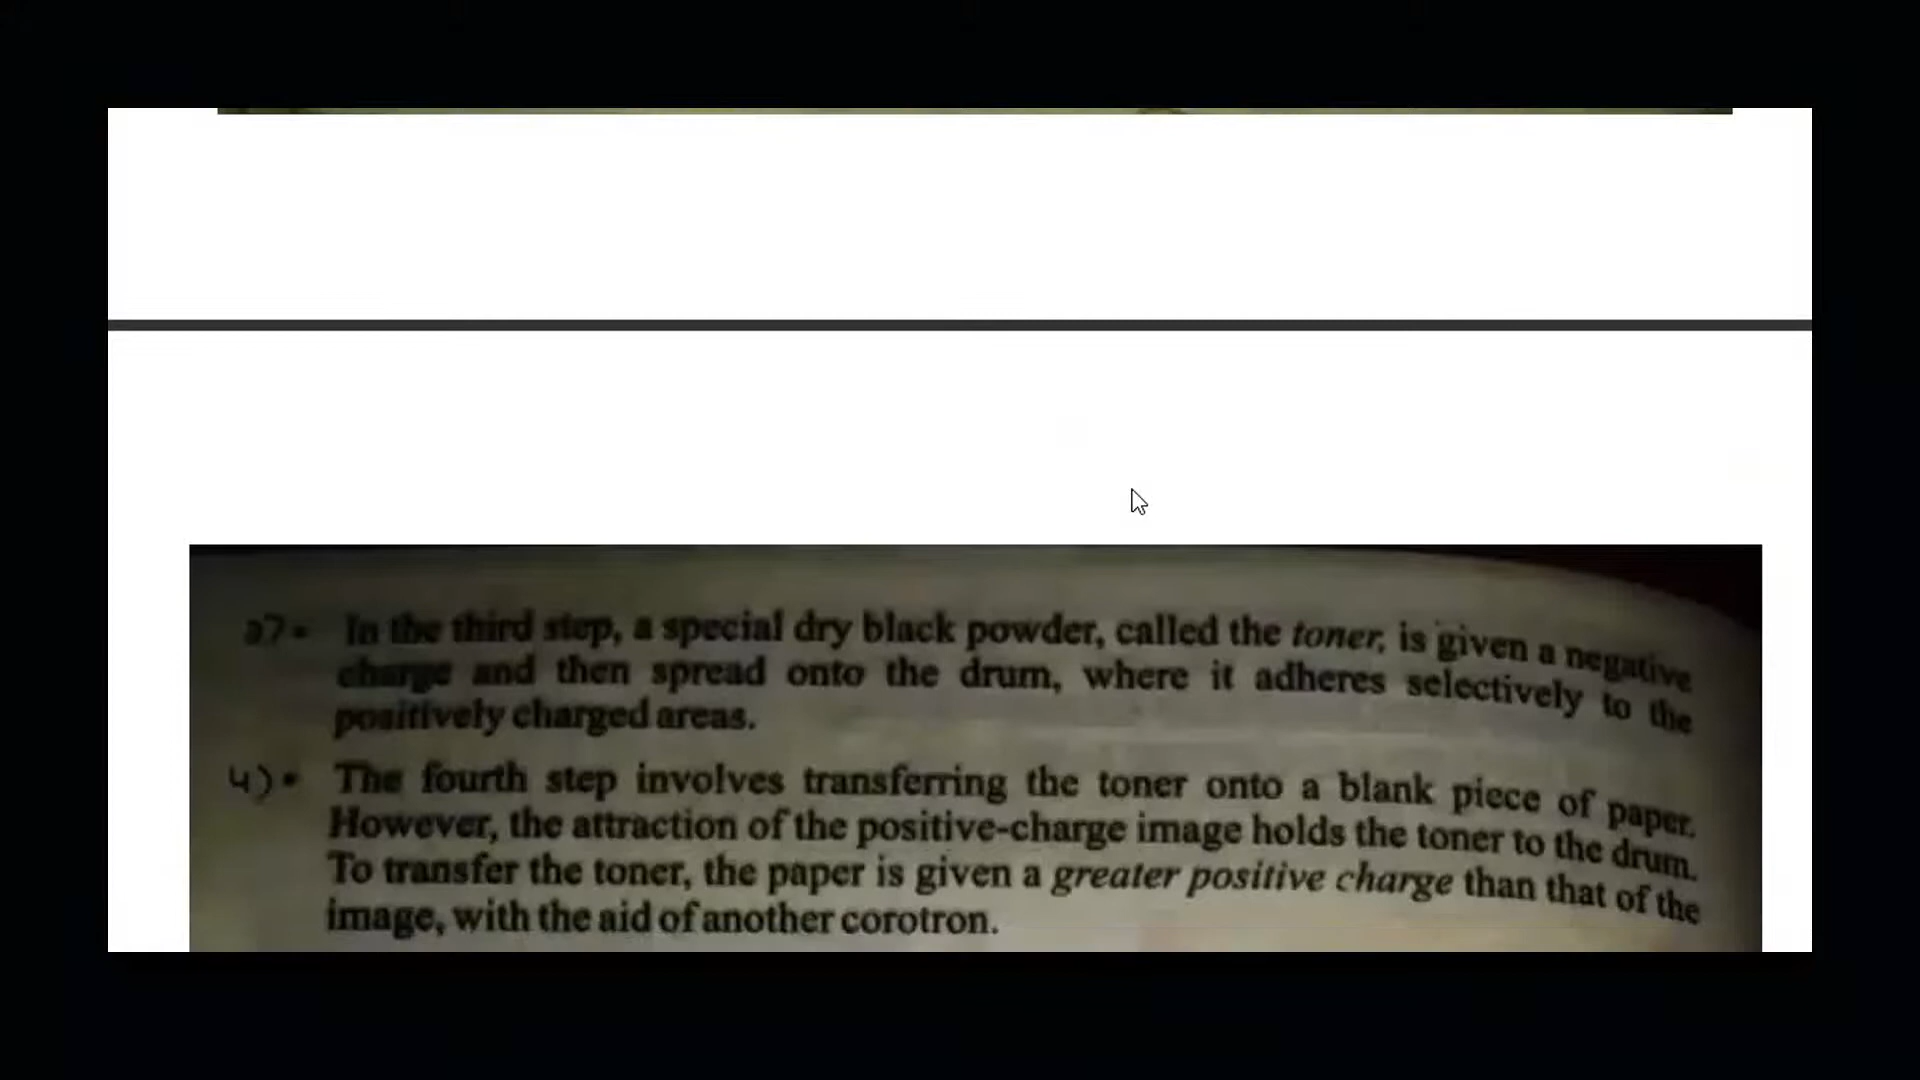 3) • In the third step, a special dry black powder, called the toner, is given a negative
charge and then spread onto the drum, where it adheres selectively to the
positively charged areas.
4) • The fourth step involves transferring the toner onto a blank piece of paper.
However, the attraction of the positive-charge image holds the toner to the drum.
To transfer the toner, the paper is given a greater positive charge than that of the
image, with the aid of another corotron.